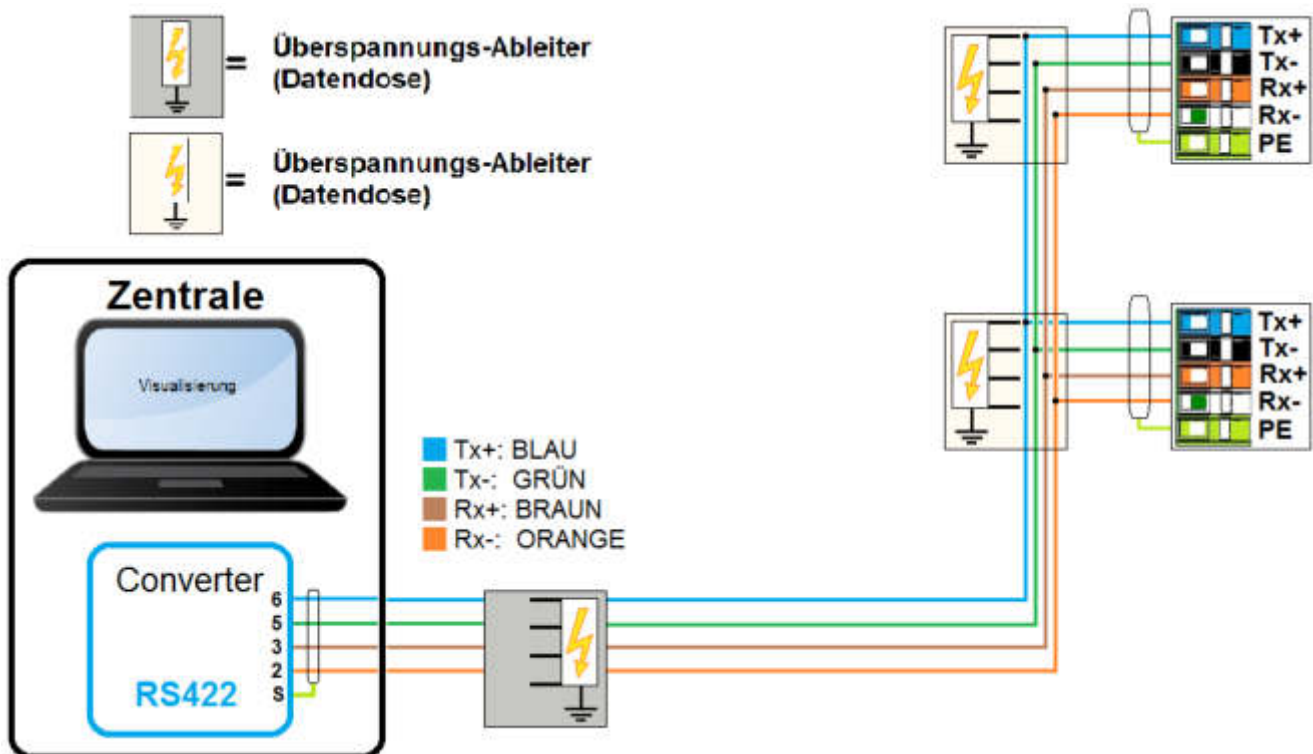 = Überspannungs-Ableiter
(Datendose)
= Überspannungs-Ableiter
(Datendose)
Zentrale
Visualisierung
Converter
RS422
6
5
3
2
S
Tx+: BLAU
Tx-: GRÜN
Rx+: BRAUN
Rx-: ORANGE
Tx+
Tx-
Rx+
Rx-
PE
Tx+
Tx-
Rx+
Rx-
PE